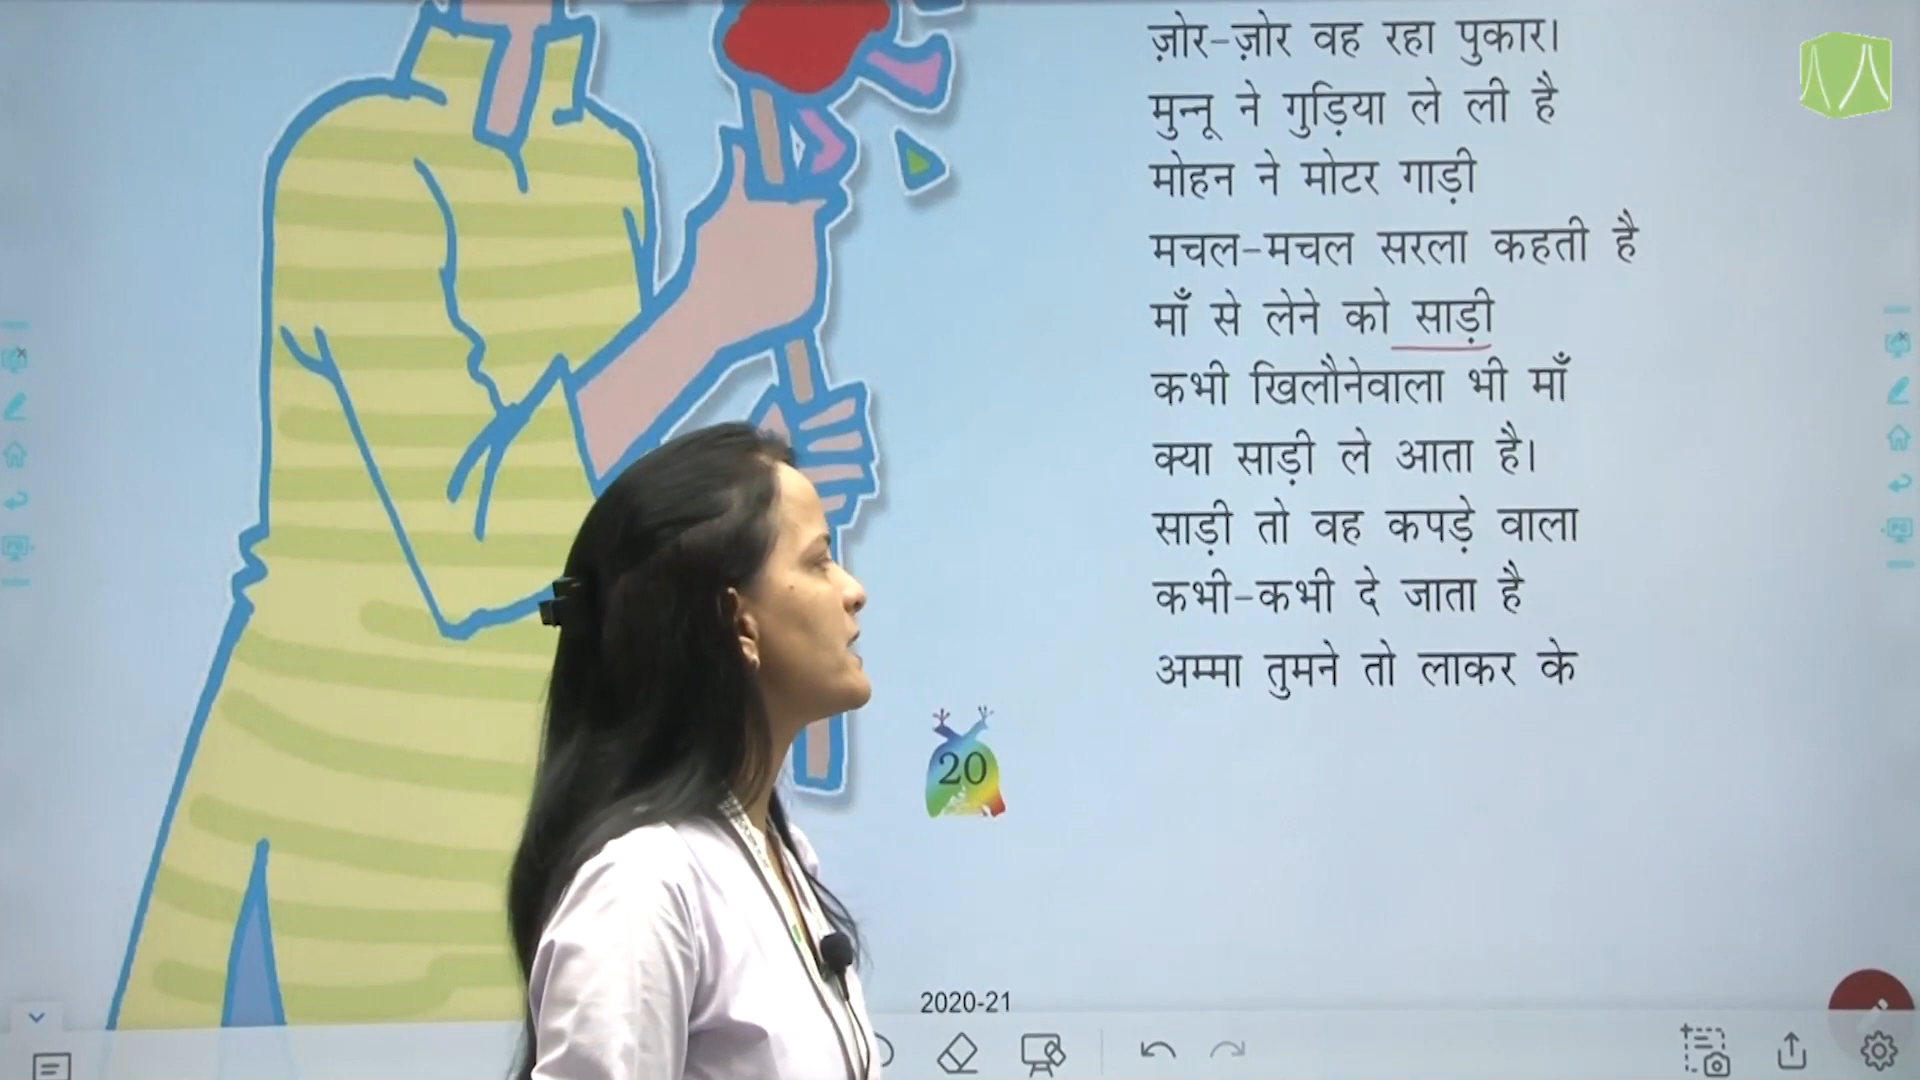 ज़ोर-ज़ोर वह रहा पुकार।
मुन्नू ने गुड़िया ले ली है
मोहन ने मोटर गाड़ी
मचल-मचल सरला कहती है
माँ से लेने को साड़ी
कभी खिलौनेवाला भी माँ
क्या साड़ी ले आता है।
साड़ी तो वह कपड़े वाला
कभी-कभी दे जाता है
अम्मा तुमने तो लाकर के
20
2020-21